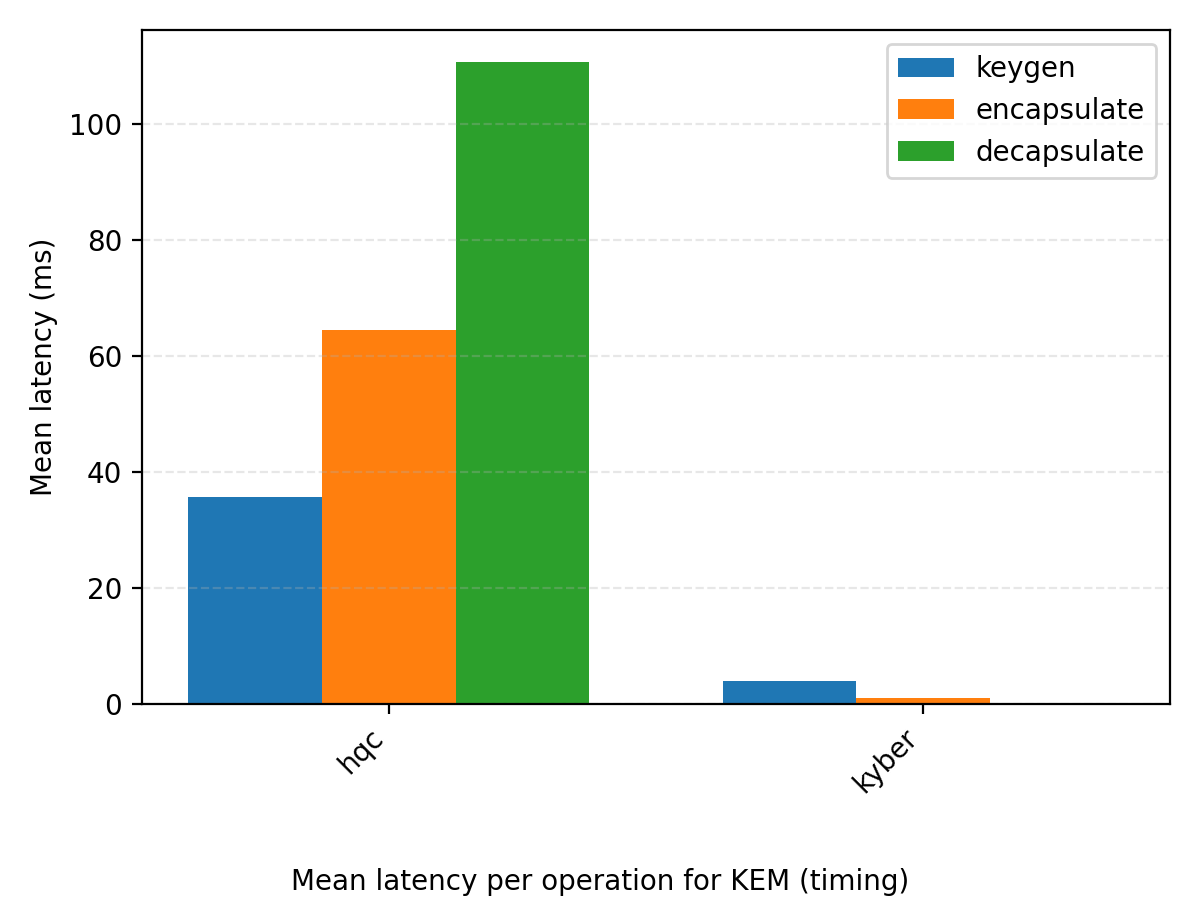 keygen
encapsulate
decapsulate
Mean latency (ms)
100
80
60
40
20
0
hqc
kyber
Mean latency per operation for KEM (timing)